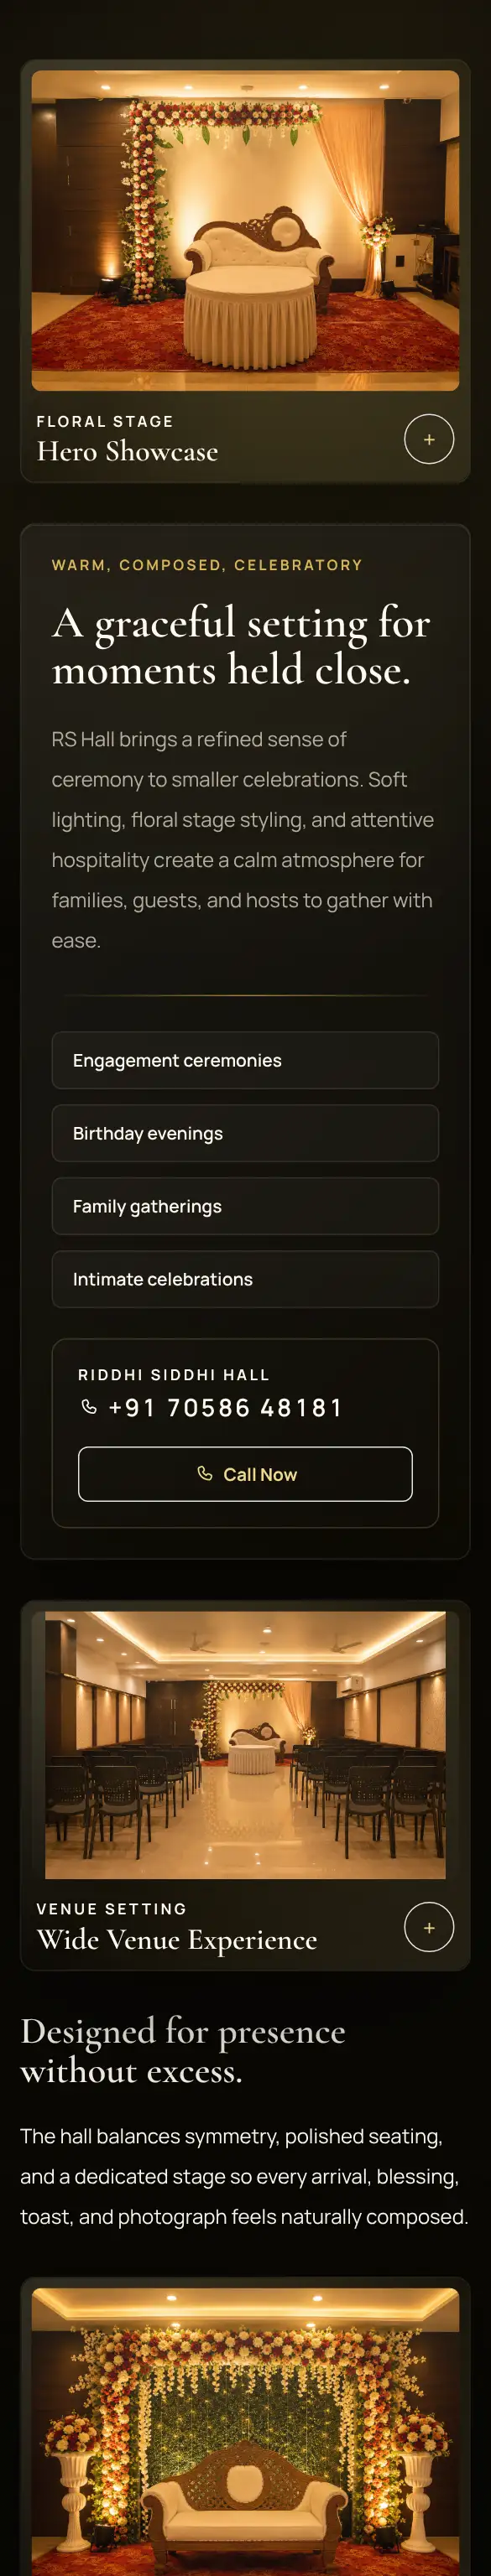 FLORAL STAGE
Hero Showcase
+
WARM, COMPOSED, CELEBRATORY
A graceful setting for
moments held close.
RS Hall brings a refined sense of
ceremony to smaller celebrations. Soft
lighting, floral stage styling, and attentive
hospitality create a calm atmosphere for
families, guests, and hosts to gather with
ease.
Engagement ceremonies
Birthday evenings
Family gatherings
Intimate celebrations
RIDDHI SIDDHI HALL
+91 70586 48181
Call Now
VENUE SETTING
Wide Venue Experience
+
Designed for presence
without excess.
The hall balances symmetry, polished seating,
and a dedicated stage so every arrival, blessing,
toast, and photograph feels naturally composed.